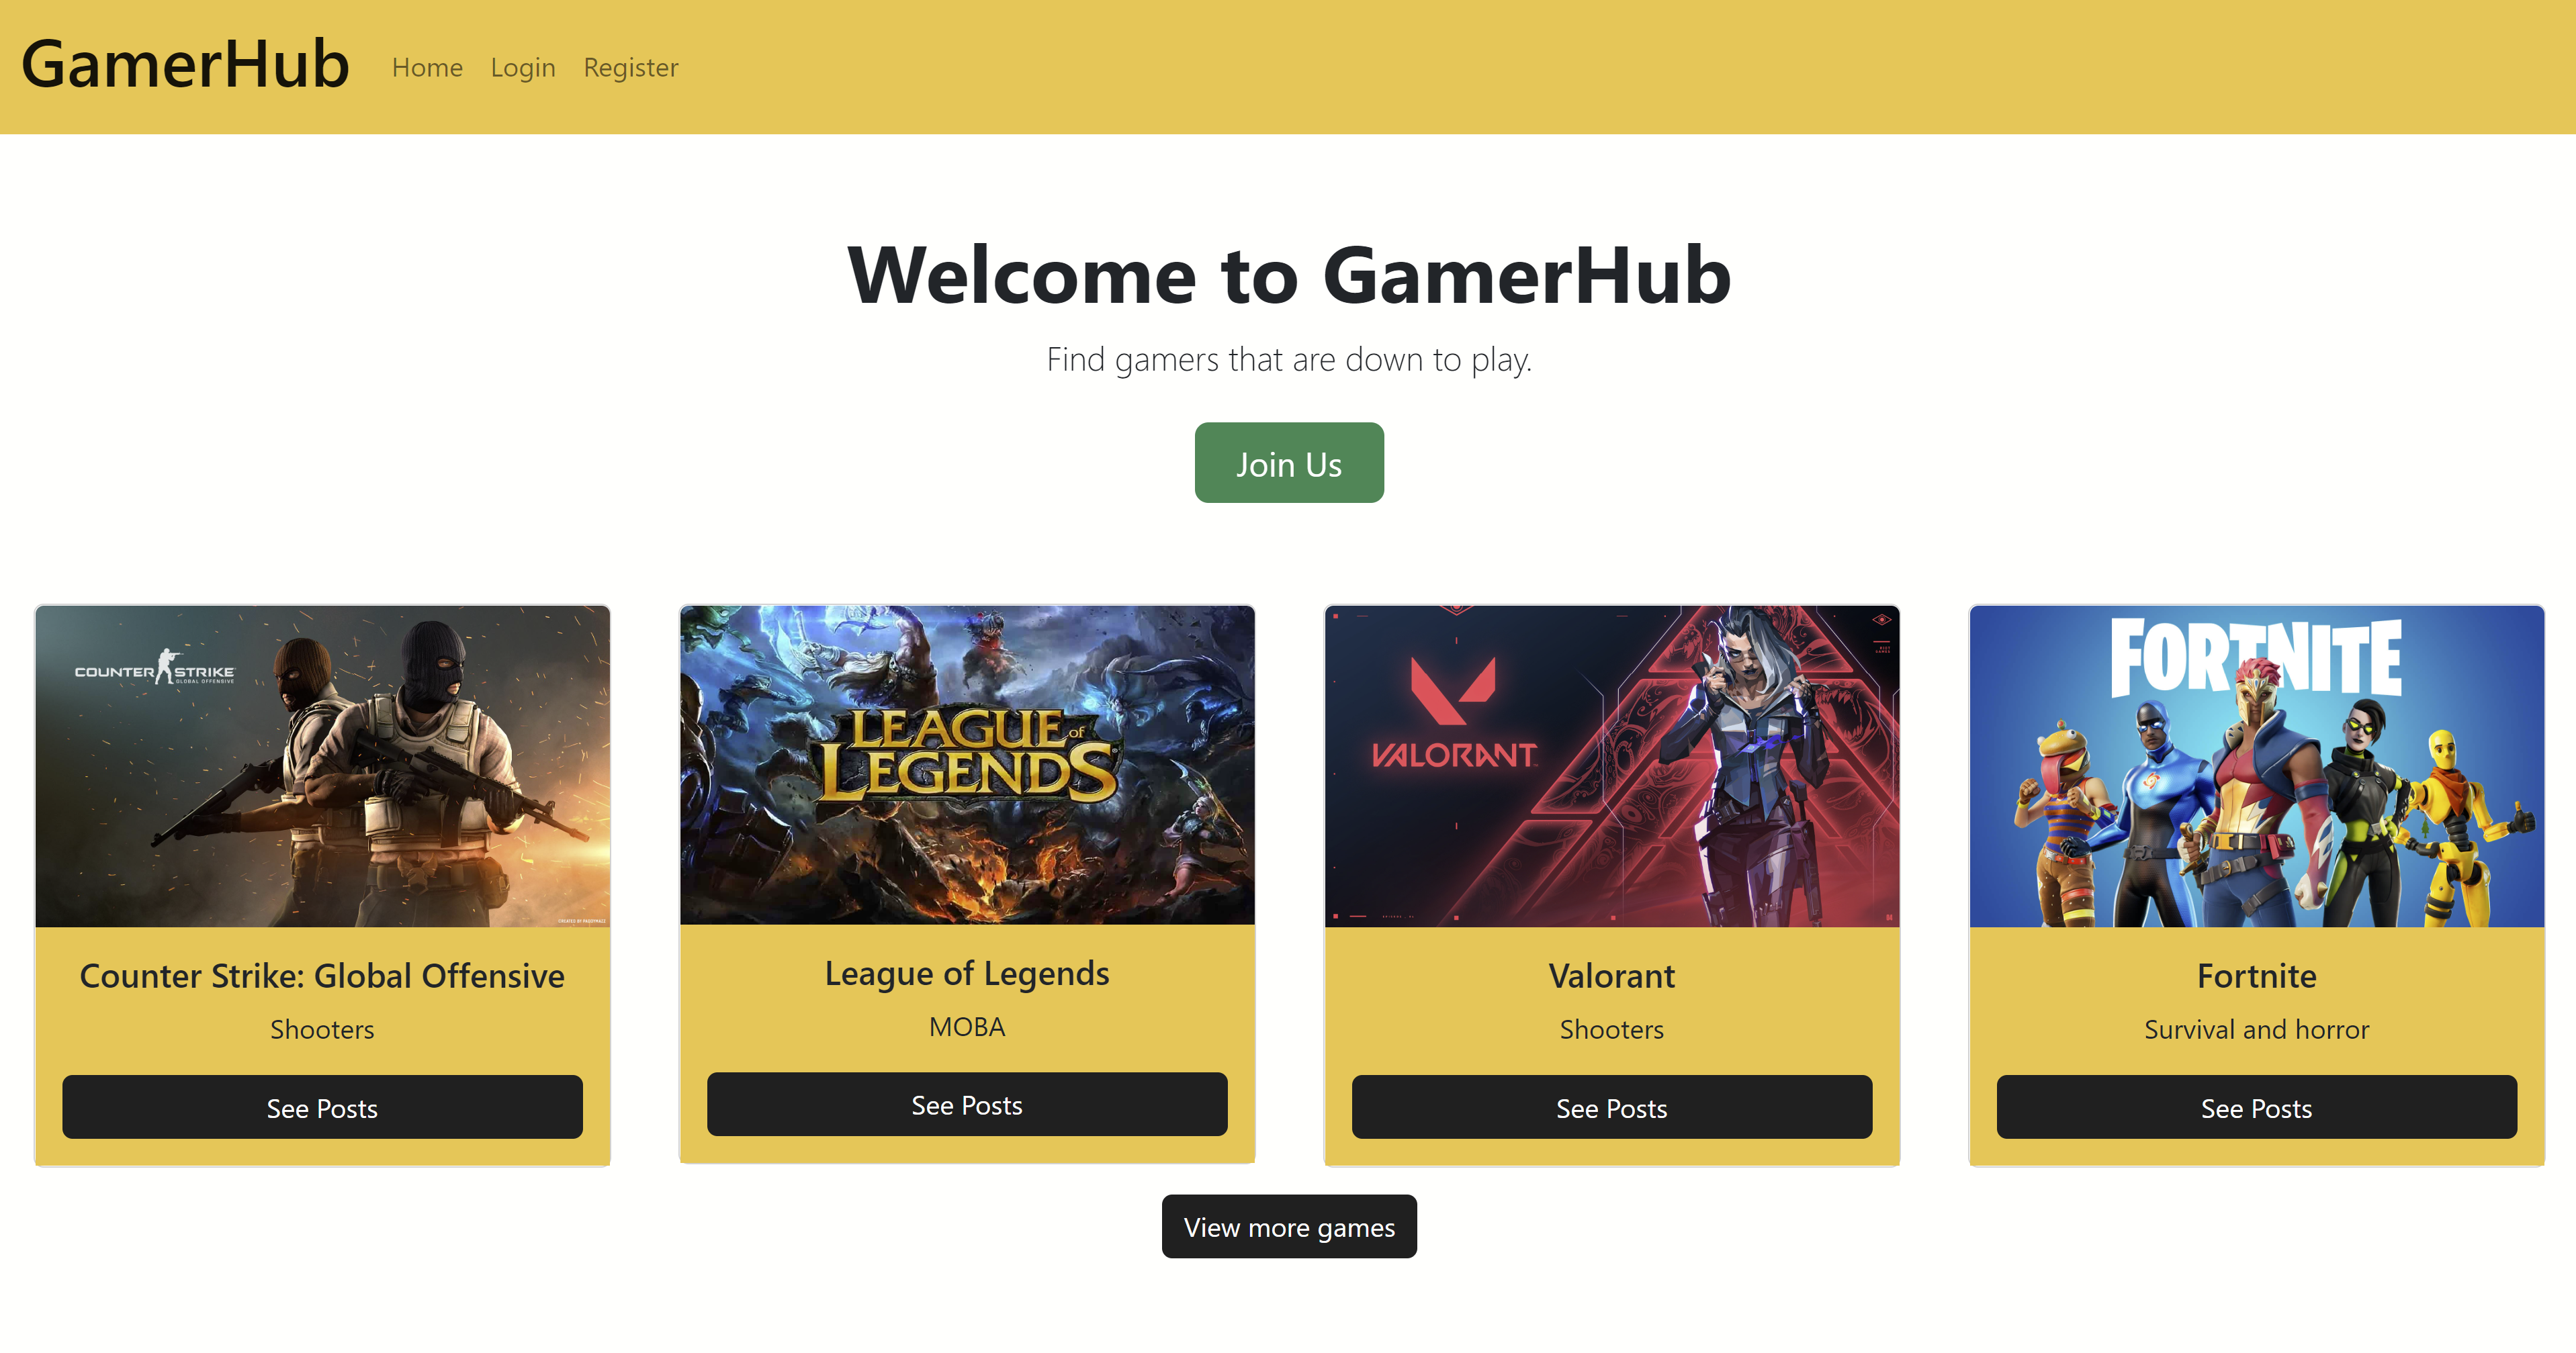 GamerHub
Home Login Register
Welcome to GamerHub
Find gamers that are down to play.
Join Us
COUNTER STRIKE
GLOBAL OFFENSIVE
LEAGUE of
LEGENDS
VALORANT
FORTNITE
Counter Strike: Global Offensive
Shooters
See Posts
League of Legends
MOBA
See Posts
Valorant
Shooters
See Posts
Fortnite
Survival and horror
See Posts
View more games